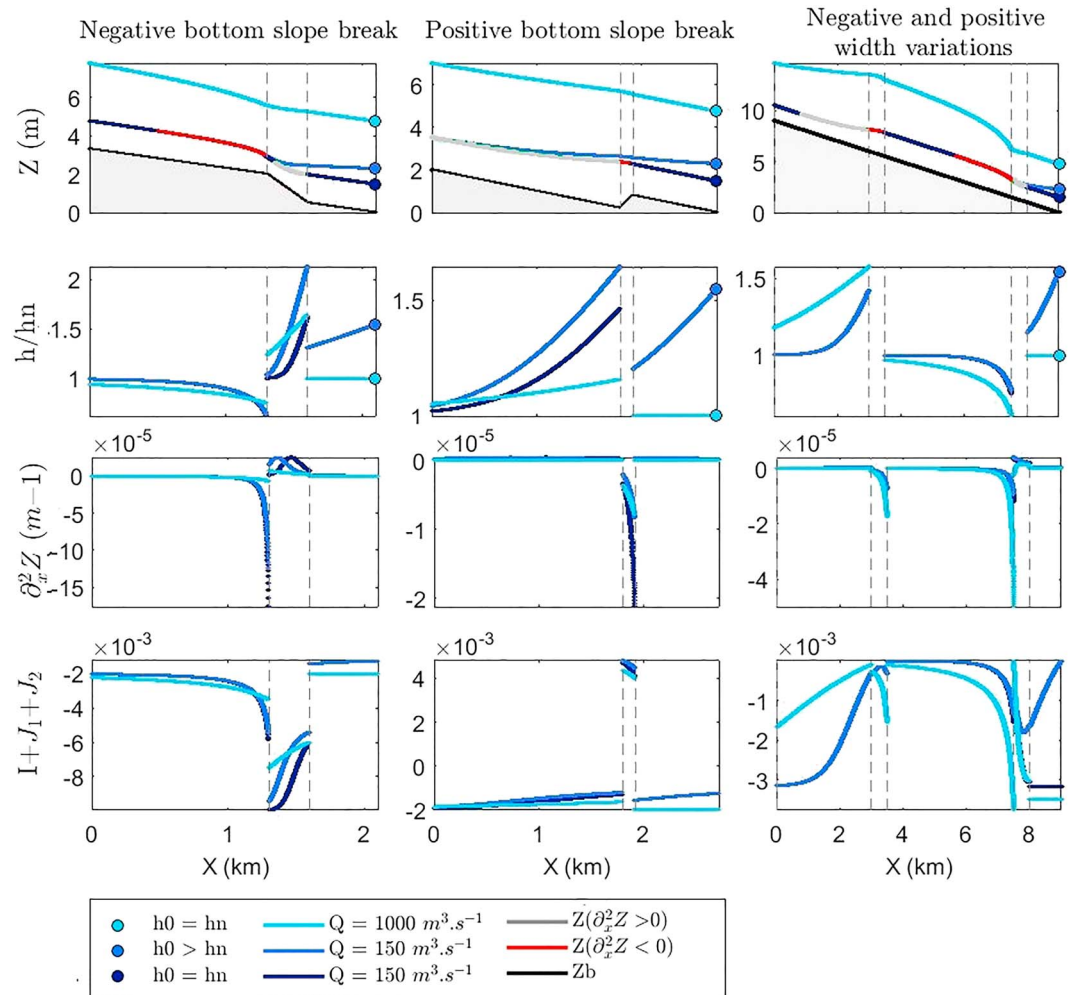 Negative bottom slope break
Positive bottom slope break
Negative and positive
width variations
Z (m)
6
4
2
0
6
4
2
0
10
5
0
h/hn
2
1.5
1
1.5
1
1.5
1
∂²ₓZ (m−1)
×10⁻⁵
0
-5
-10
-15
×10⁻⁵
0
-1
-2
×10⁻⁵
0
-2
-4
I+J₁+J₂
×10⁻³
-2
-4
-6
-8
×10⁻³
4
2
0
-2
×10⁻³
-1
-2
-3
0 1 2
0 1 2
0 2 4 6 8
X (km)
X (km)
X (km)
h0 = hn Q = 1000 m³.s⁻¹ Z(∂²ₓZ >0)
h0 > hn Q = 150 m³.s⁻¹ Z(∂²ₓZ < 0)
h0 = hn Q = 150 m³.s⁻¹ Zb